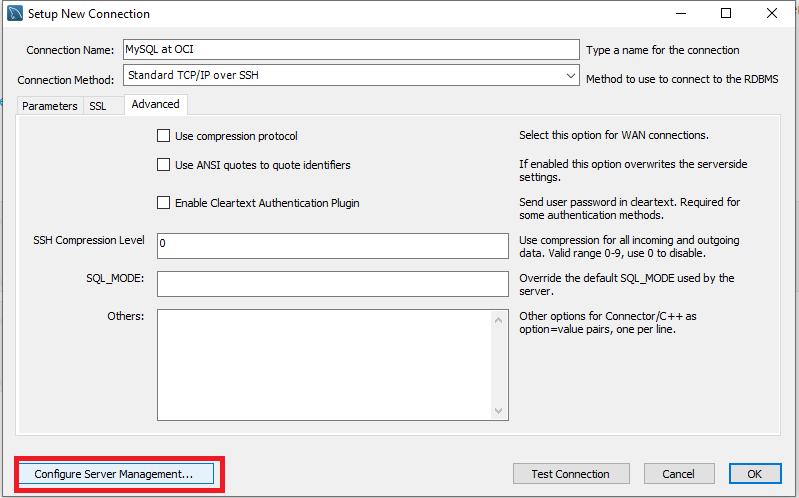 Setup New Connection
Connection Name: MySQL at OCI Type a name for the connection
Connection Method: Standard TCP/IP over SSH Method to use to connect to the RDBMS
Parameters SSL Advanced
Use compression protocol Select this option for WAN connections.
Use ANSI quotes to quote identifiers If enabled this option overwrites the serverside
settings.
Enable Cleartext Authentication Plugin Send user password in cleartext. Required for
some authentication methods.
SSH Compression Level 0 Use compression for all incoming and outgoing
data. Valid range 0-9, use 0 to disable.
SQL_MODE: Override the default SQL_MODE used by the
server.
Others: Other options for Connector/C++ as
option=value pairs, one per line.
Configure Server Management... Test Connection Cancel OK